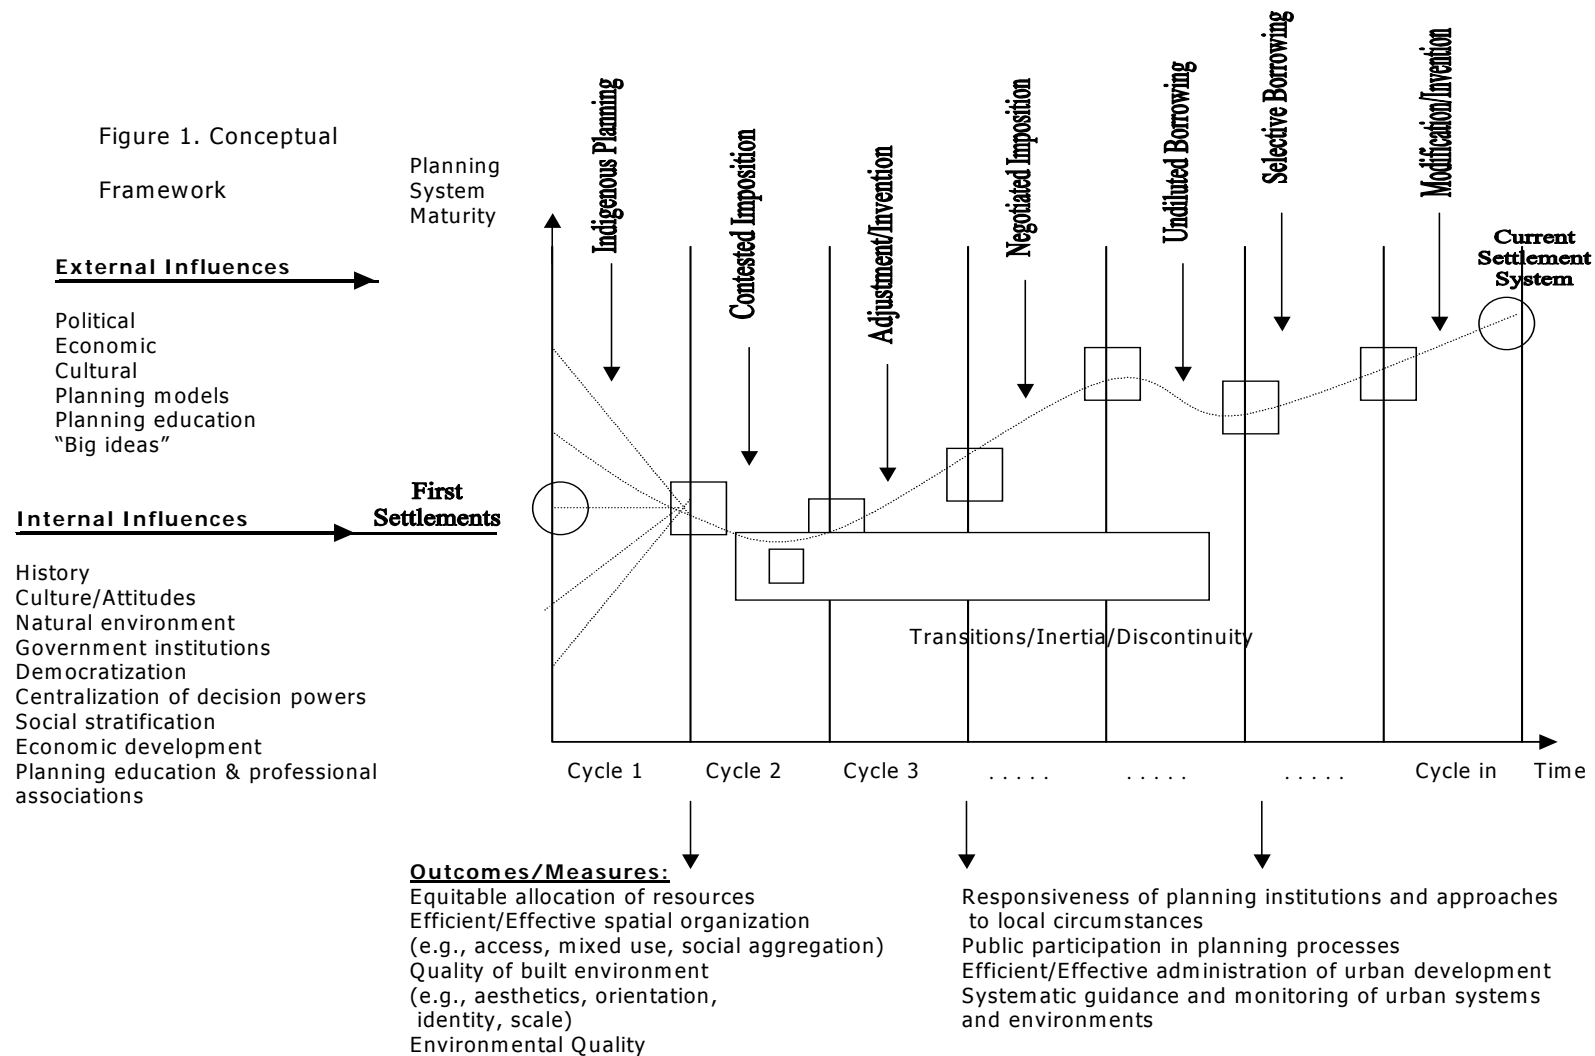 Figure 1. Conceptual
Framework
Planning
System
Maturity
Indigenous Planning
Contested Imposition
Adjustment/Invention
Negotiated Imposition
Undiluted Borrowing
Selective Borrowing
Modification/Invention
Current
Settlement
System
External Influences
Political
Economic
Cultural
Planning models
Planning education
“Big ideas”
First
Settlements
Internal Influences
History
Culture/Attitudes
Natural environment
Government institutions
Democratization
Centralization of decision powers
Social stratification
Economic development
Planning education & professional
associations
Transitions/Inertia/Discontinuity
Cycle 1
Cycle 2
Cycle 3
. . . . .
. . . . .
. . . . .
Cycle in
Time
Outcomes/Measures:
Equitable allocation of resources
Efficient/Effective spatial organization
(e.g., access, mixed use, social aggregation)
Quality of built environment
(e.g., aesthetics, orientation,
identity, scale)
Environmental Quality
Responsiveness of planning institutions and approaches
to local circumstances
Public participation in planning processes
Efficient/Effective administration of urban development
Systematic guidance and monitoring of urban systems
and environments